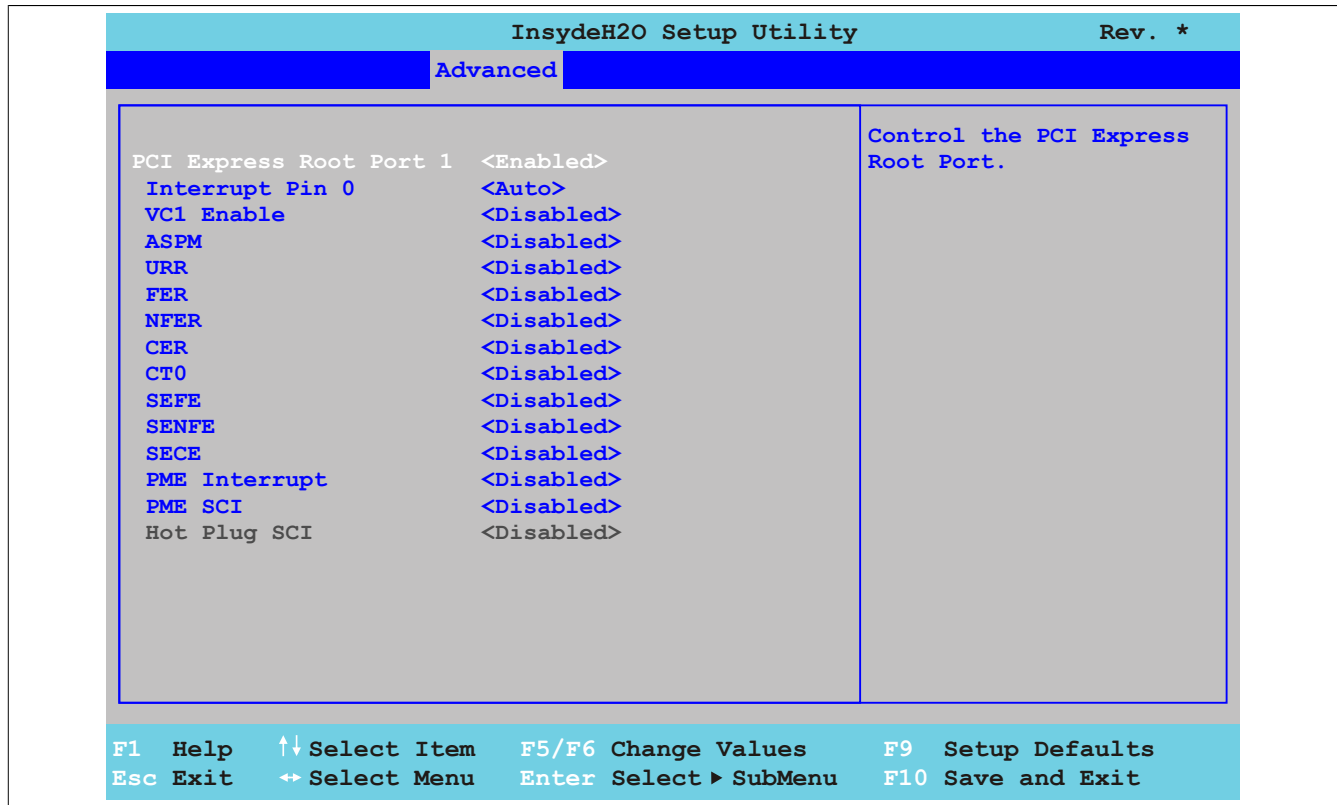 InsydeH2O Setup Utility Rev. *
Advanced
Control the PCI Express
Root Port.
PCI Express Root Port 1 <Enabled>
Interrupt Pin 0 <Auto>
VC1 Enable <Disabled>
ASPM <Disabled>
URR <Disabled>
FER <Disabled>
NFER <Disabled>
CER <Disabled>
CT0 <Disabled>
SEFE <Disabled>
SENFE <Disabled>
SECE <Disabled>
PME Interrupt <Disabled>
PME SCI <Disabled>
Hot Plug SCI <Disabled>
F1 Help ↑↓ Select Item F5/F6 Change Values F9 Setup Defaults
Esc Exit ↔ Select Menu Enter Select ▶ SubMenu F10 Save and Exit